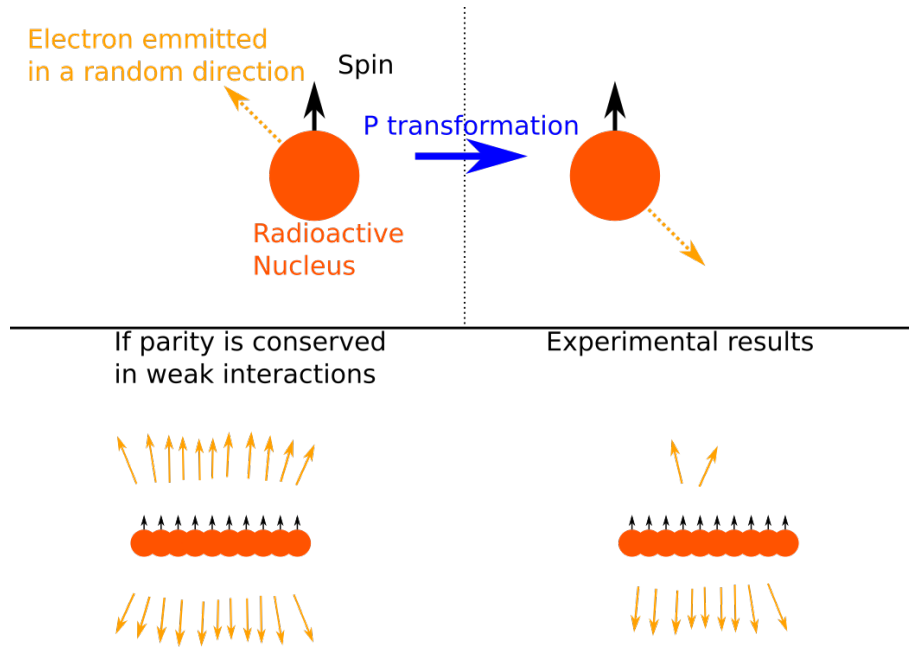 Electron emmitted
in a random direction
Spin
P transformation
Radioactive
Nucleus
If parity is conserved
in weak interactions
Experimental results